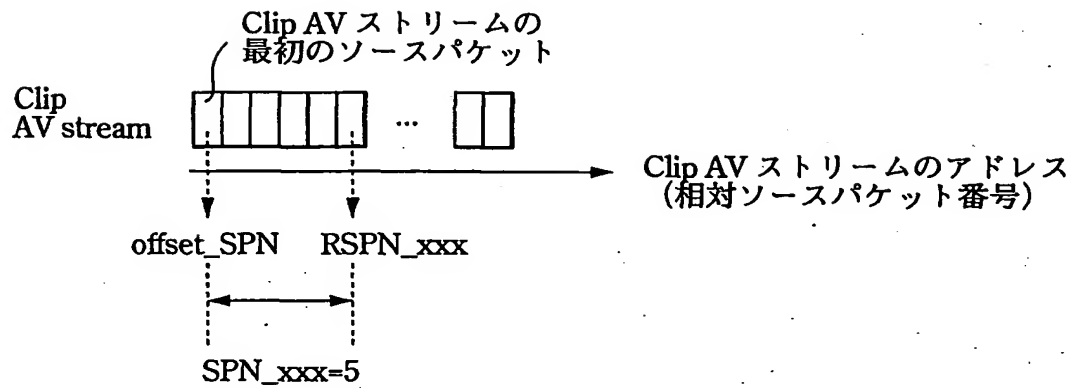 Clip AV ストリームの
最初のソースパケット
Clip
AV stream
...
Clip AV ストリームのアドレス
(相対ソースパケット番号)
offset_SPN RSPN_xxx
SPN_xxx=5